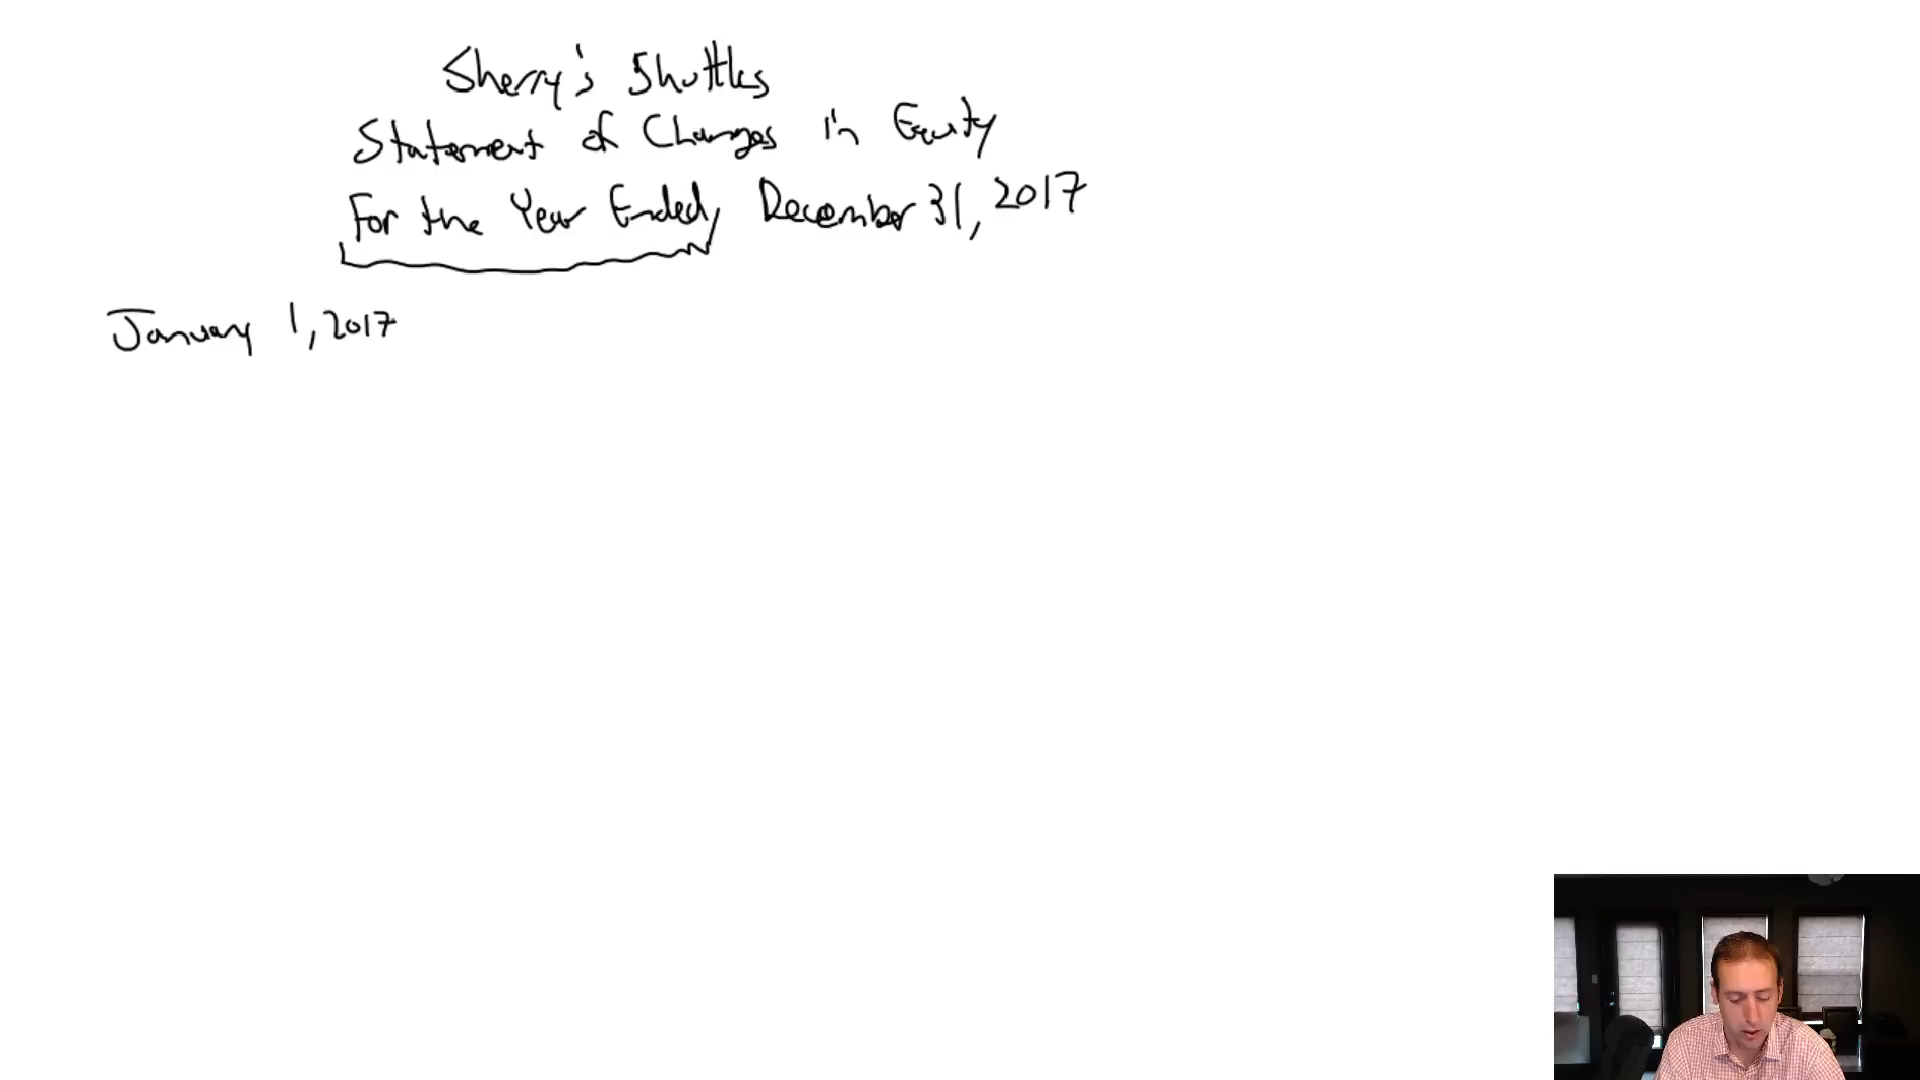 Sherry's Shuttles
Statement of Changes in Equity
For the Year Ended, December 31, 2017
January 1, 2017